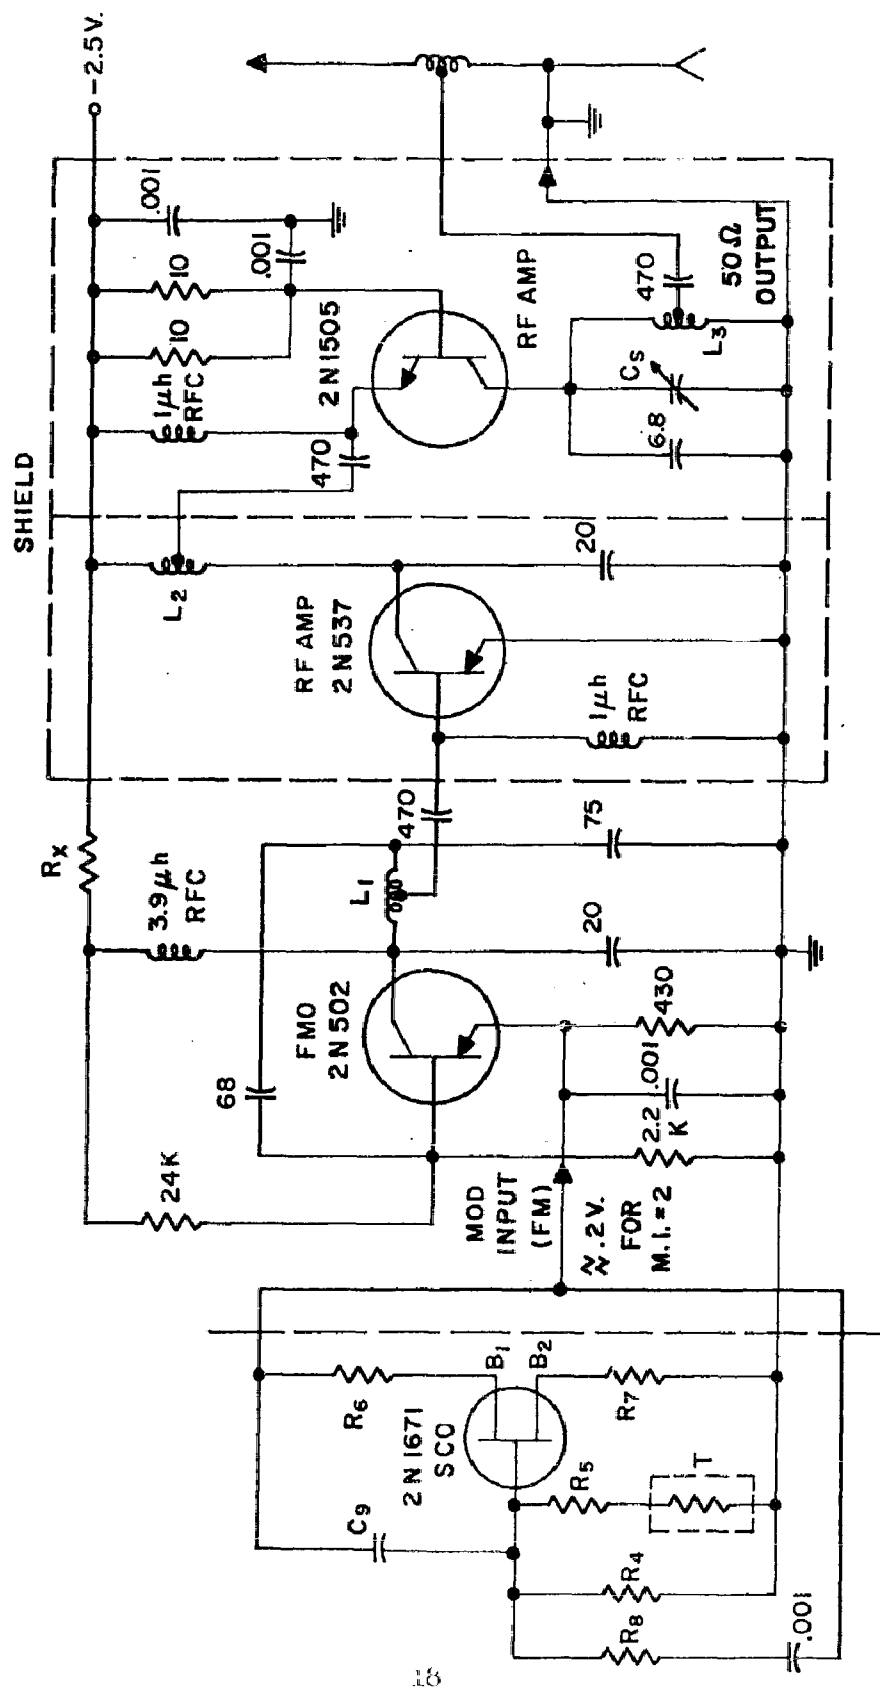 SHIELD
-2.5V.
.001
10
.001
10
1μh
RFC
2N1505
RF AMP
470
470
50Ω
OUTPUT
L3
Cs
6.8
L2
20
RF AMP
2N537
1μh
RFC
Rx
3.9μh
RFC
470
75
L1
20
FMO
2N502
430
.001
2.2
K
68
24K
MOD
INPUT
(FM)
≈.2V.
FOR
M.I.=2
B1
B2
R6
R7
2N1671
SCO
R5
T
C9
R4
R8
.001
18